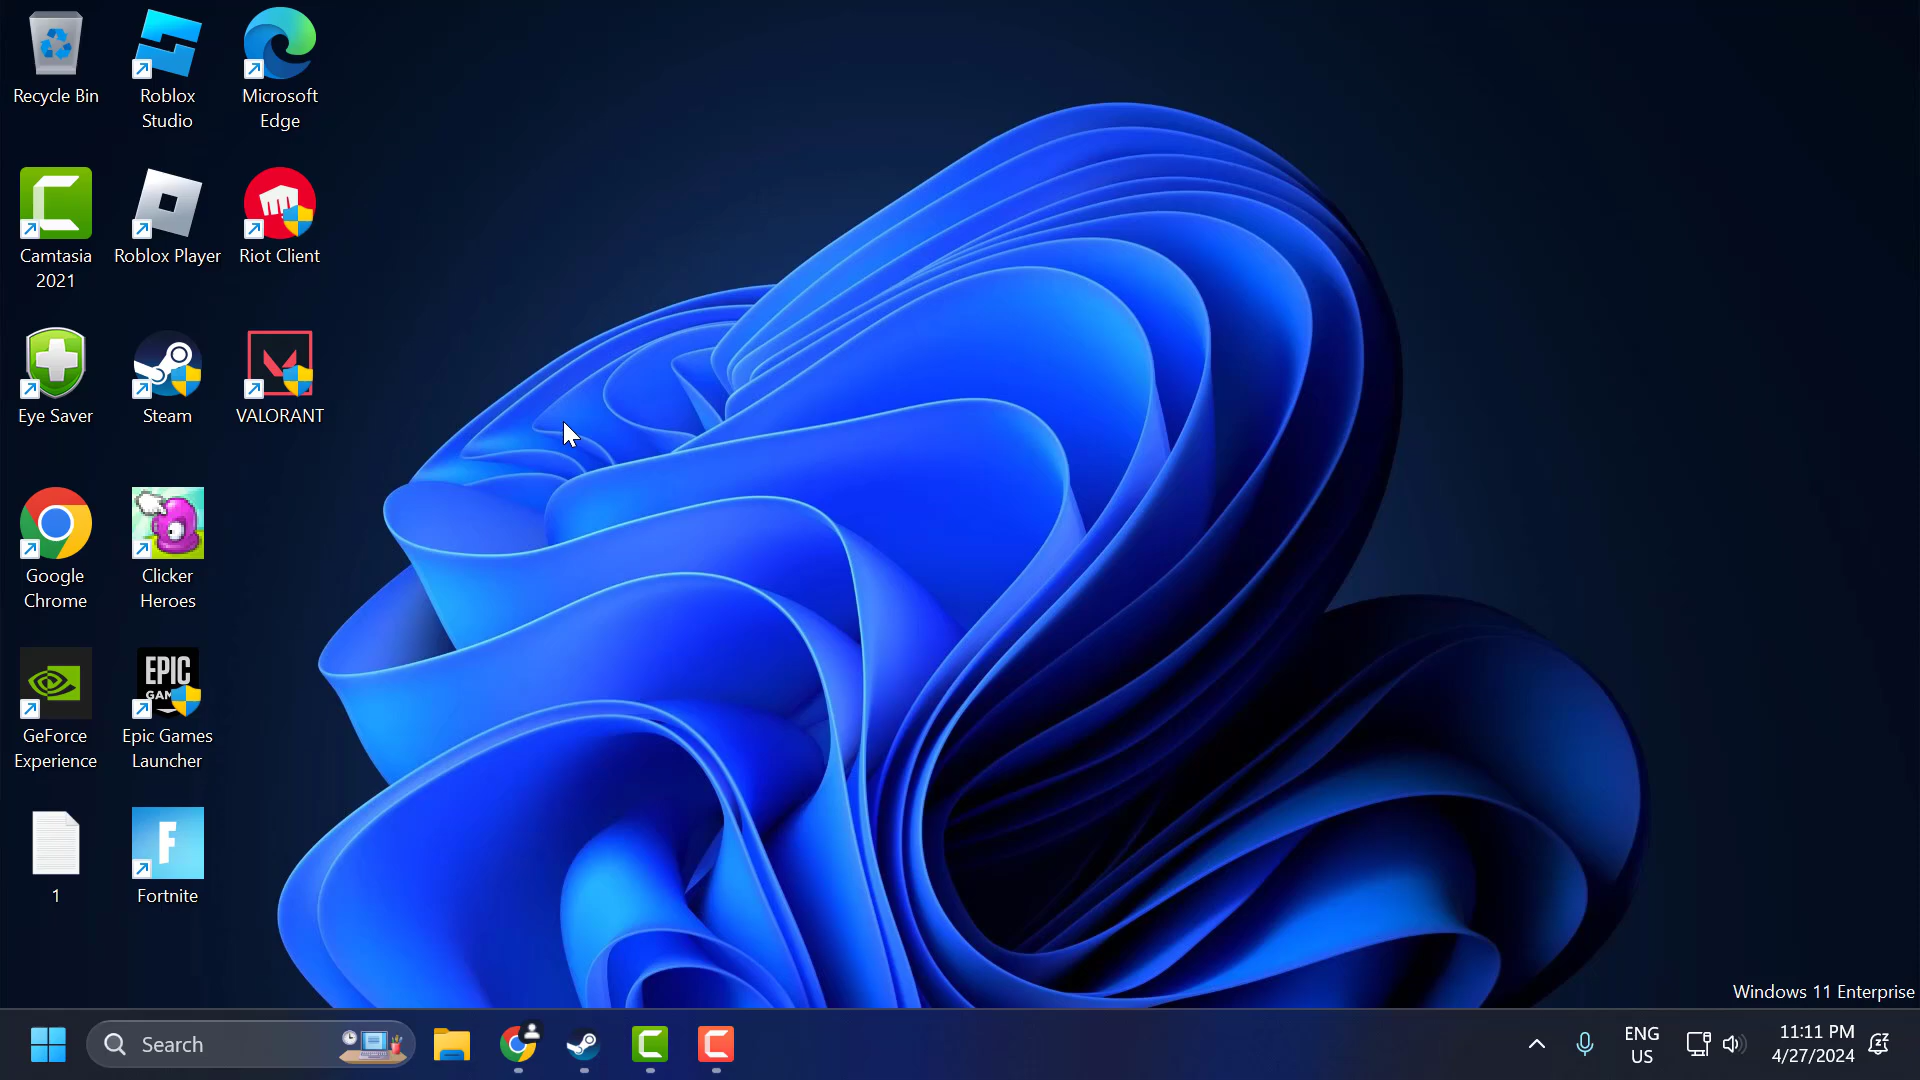 Recycle Bin
Roblox
Studio
Microsoft
Edge
Camtasia
2021
Roblox Player
Riot Client
Eye Saver
Steam
VALORANT
Google
Chrome
Clicker
Heroes
EPIC
GAM
GeForce
Experience
Epic Games
Launcher
1
F
Fortnite
Windows 11 Enterprise
Search
ENG
US
11:11 PM
4/27/2024